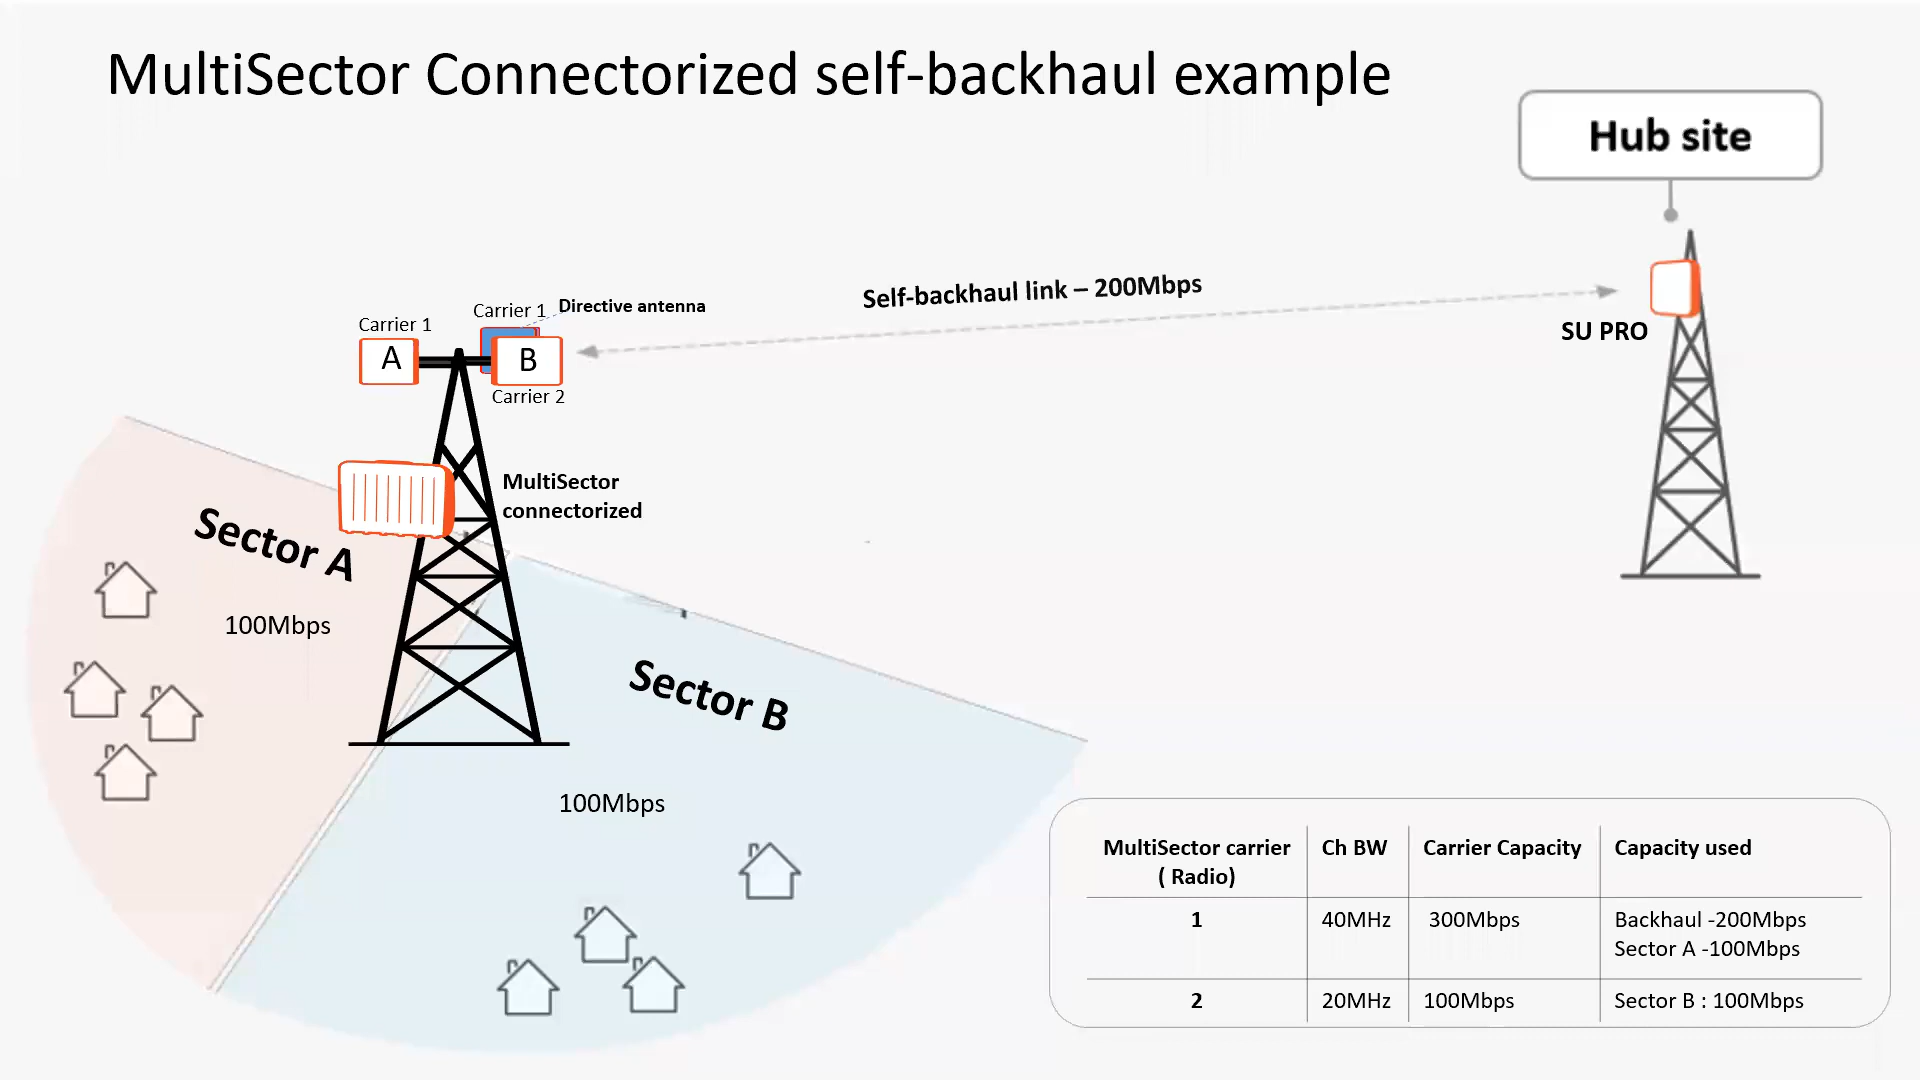 MultiSector Connectorized self-backhaul example
Hub site
Self-backhaul link – 200Mbps
SU PRO
Carrier 1
Carrier 1
Directive antenna
A
B
Carrier 2
MultiSector
connectorized
Sector A
100Mbps
Sector B
100Mbps
MultiSector carrier Ch BW Carrier Capacity Capacity used
( Radio)
1 40MHz 300Mbps Backhaul -200Mbps
Sector A -100Mbps
2 20MHz 100Mbps Sector B : 100Mbps